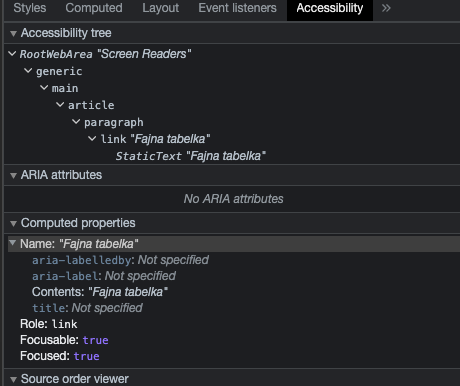 Styles Computed Layout Event listeners Accessibility »
Accessibility tree
RootWebArea "Screen Readers"
generic
main
article
paragraph
link "Fajna tabelka"
StaticText "Fajna tabelka"
ARIA attributes
No ARIA attributes
Computed properties
Name: "Fajna tabelka"
aria-labelledby: Not specified
aria-label: Not specified
Contents: "Fajna tabelka"
title: Not specified
Role: link
Focusable: true
Focused: true
Source order viewer